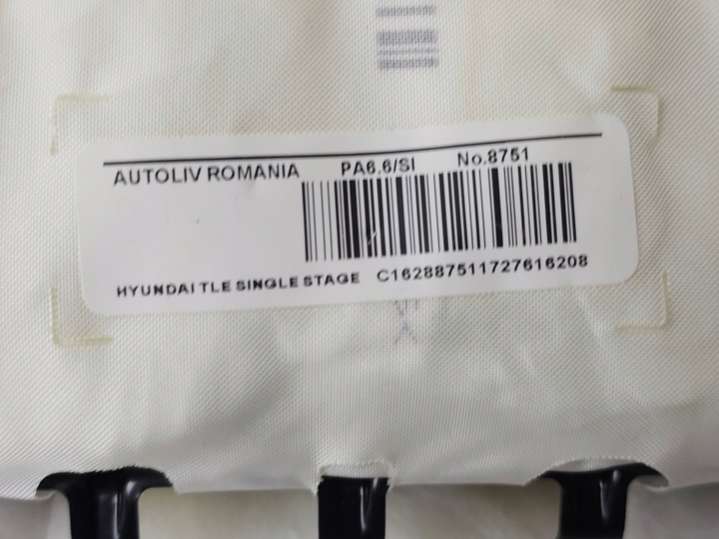 AUTOLIV ROMANIA PA6.6/SI No.8751
HYUNDAI TLE SINGLE STAGE C162887511727616208